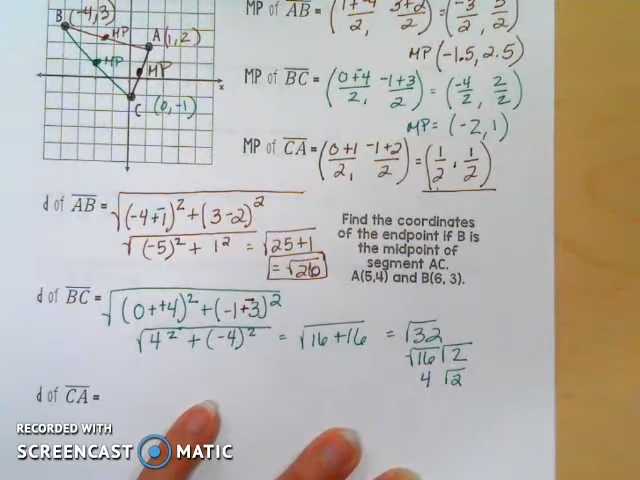 B (-4, 3)
MP
A (1, 2)
MP
MP
x
C (0, -1)
MP of AB = (1+-4/2, 3+2/2) = (-3/2, 5/2)
MP (-1.5, 2.5)
MP of BC = (0+-4/2, -1+3/2) = (-4/2, 2/2)
MP = (-2, 1)
MP of CA = (0+1/2, -1+2/2) = (1/2, 1/2)
d of AB = √(-4+-1)² + (3-2)²
√(-5)² + 1² = √25+1
= √26
Find the coordinates
of the endpoint if B is
the midpoint of
segment AC.
A(5,4) and B(6, 3).
d of BC = √(0++4)² + (-1+-3)²
√4² + (-4)² = √16+16 = √32
√16 √2
4 √2
d of CA =
RECORDED WITH
SCREENCAST MATIC